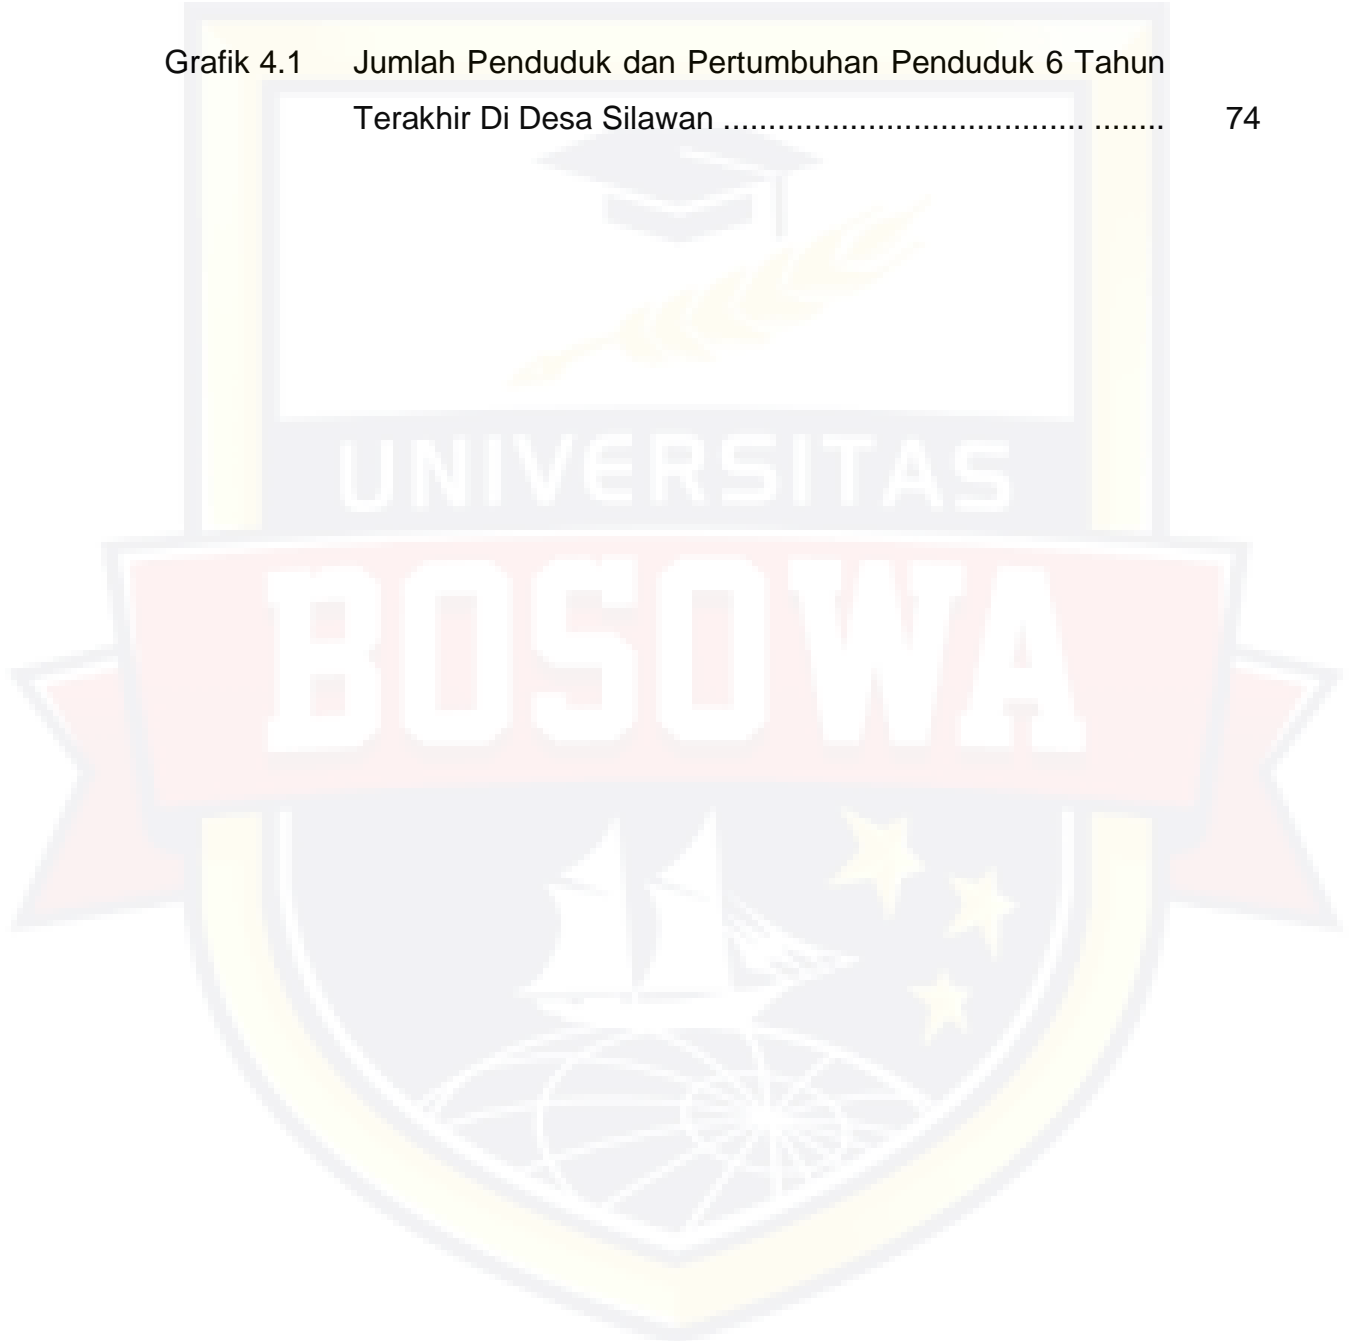 Grafik 4.1 Jumlah Penduduk dan Pertumbuhan Penduduk 6 Tahun
Terakhir Di Desa Silawan ........................................ ........ 74
UNIVERSITAS
BOSOWA